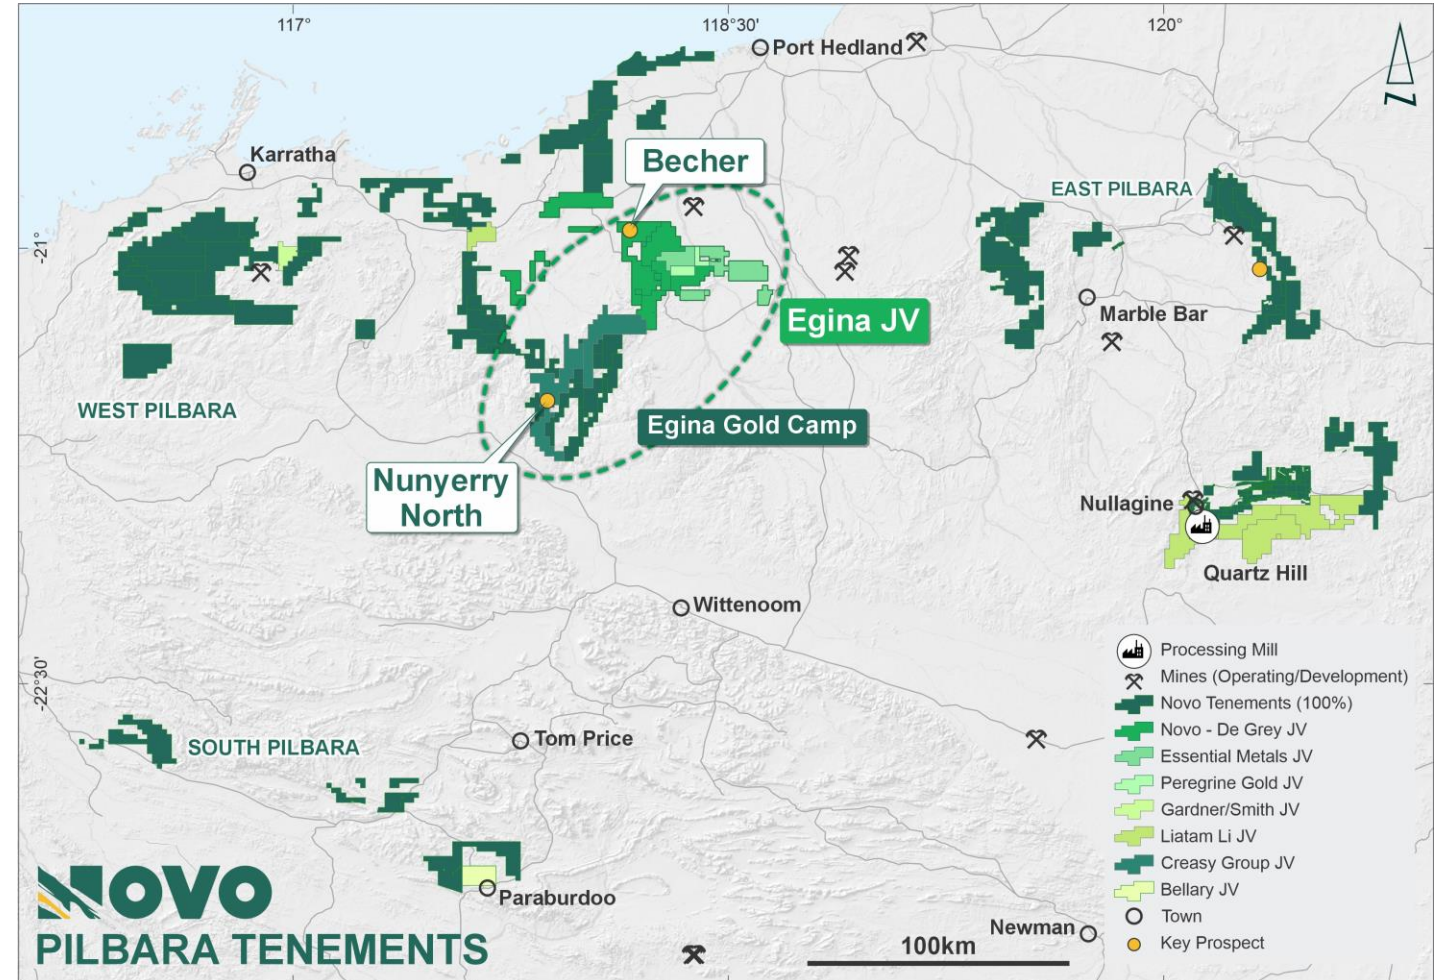 117°
118°30'
120°
Port Hedland
Z
Karratha
Becher
EAST PILBARA
-21°
Egina JV
Marble Bar
WEST PILBARA
Egina Gold Camp
Nunyerry
North
Nullagine
Quartz Hill
Wittenoom
-22°30'
SOUTH PILBARA
Tom Price
Paraburdoo
Newman
100km
Processing Mill
Mines (Operating/Development)
Novo Tenements (100%)
Novo - De Grey JV
Essential Metals JV
Peregrine Gold JV
Gardner/Smith JV
Liatam Li JV
Creasy Group JV
Bellary JV
Town
Key Prospect
NOVO
PILBARA TENEMENTS